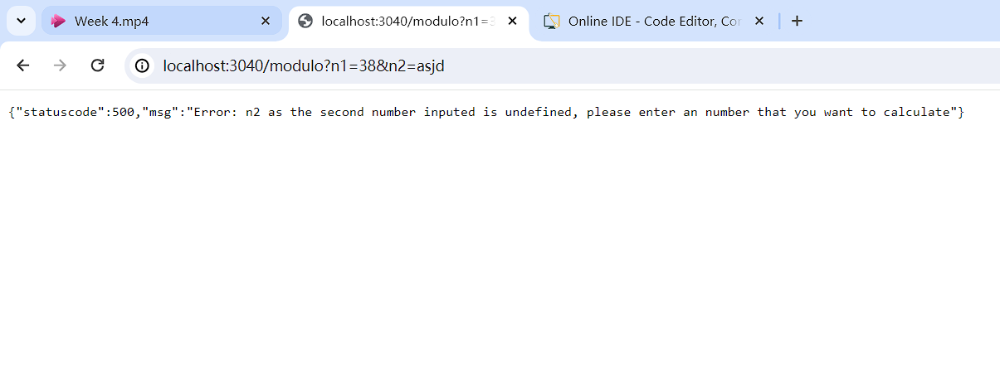 Week 4.mp4
localhost:3040/modulo?n1=3
Online IDE - Code Editor, Cor
localhost:3040/modulo?n1=38&n2=asjd
{"statuscode":500,"msg":"Error: n2 as the second number inputed is undefined, please enter an number that you want to calculate"}